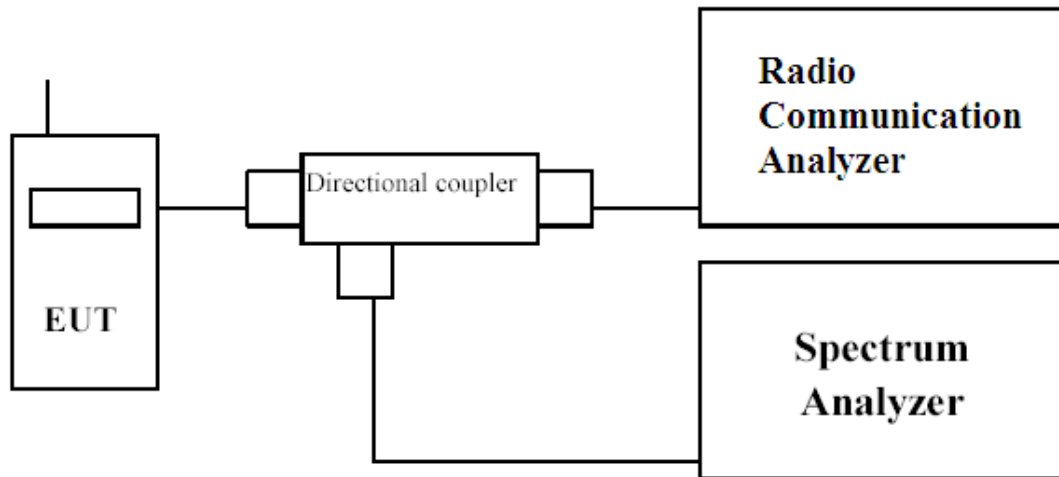 Radio
Communication
Analyzer
Directional coupler
EUT
Spectrum
Analyzer